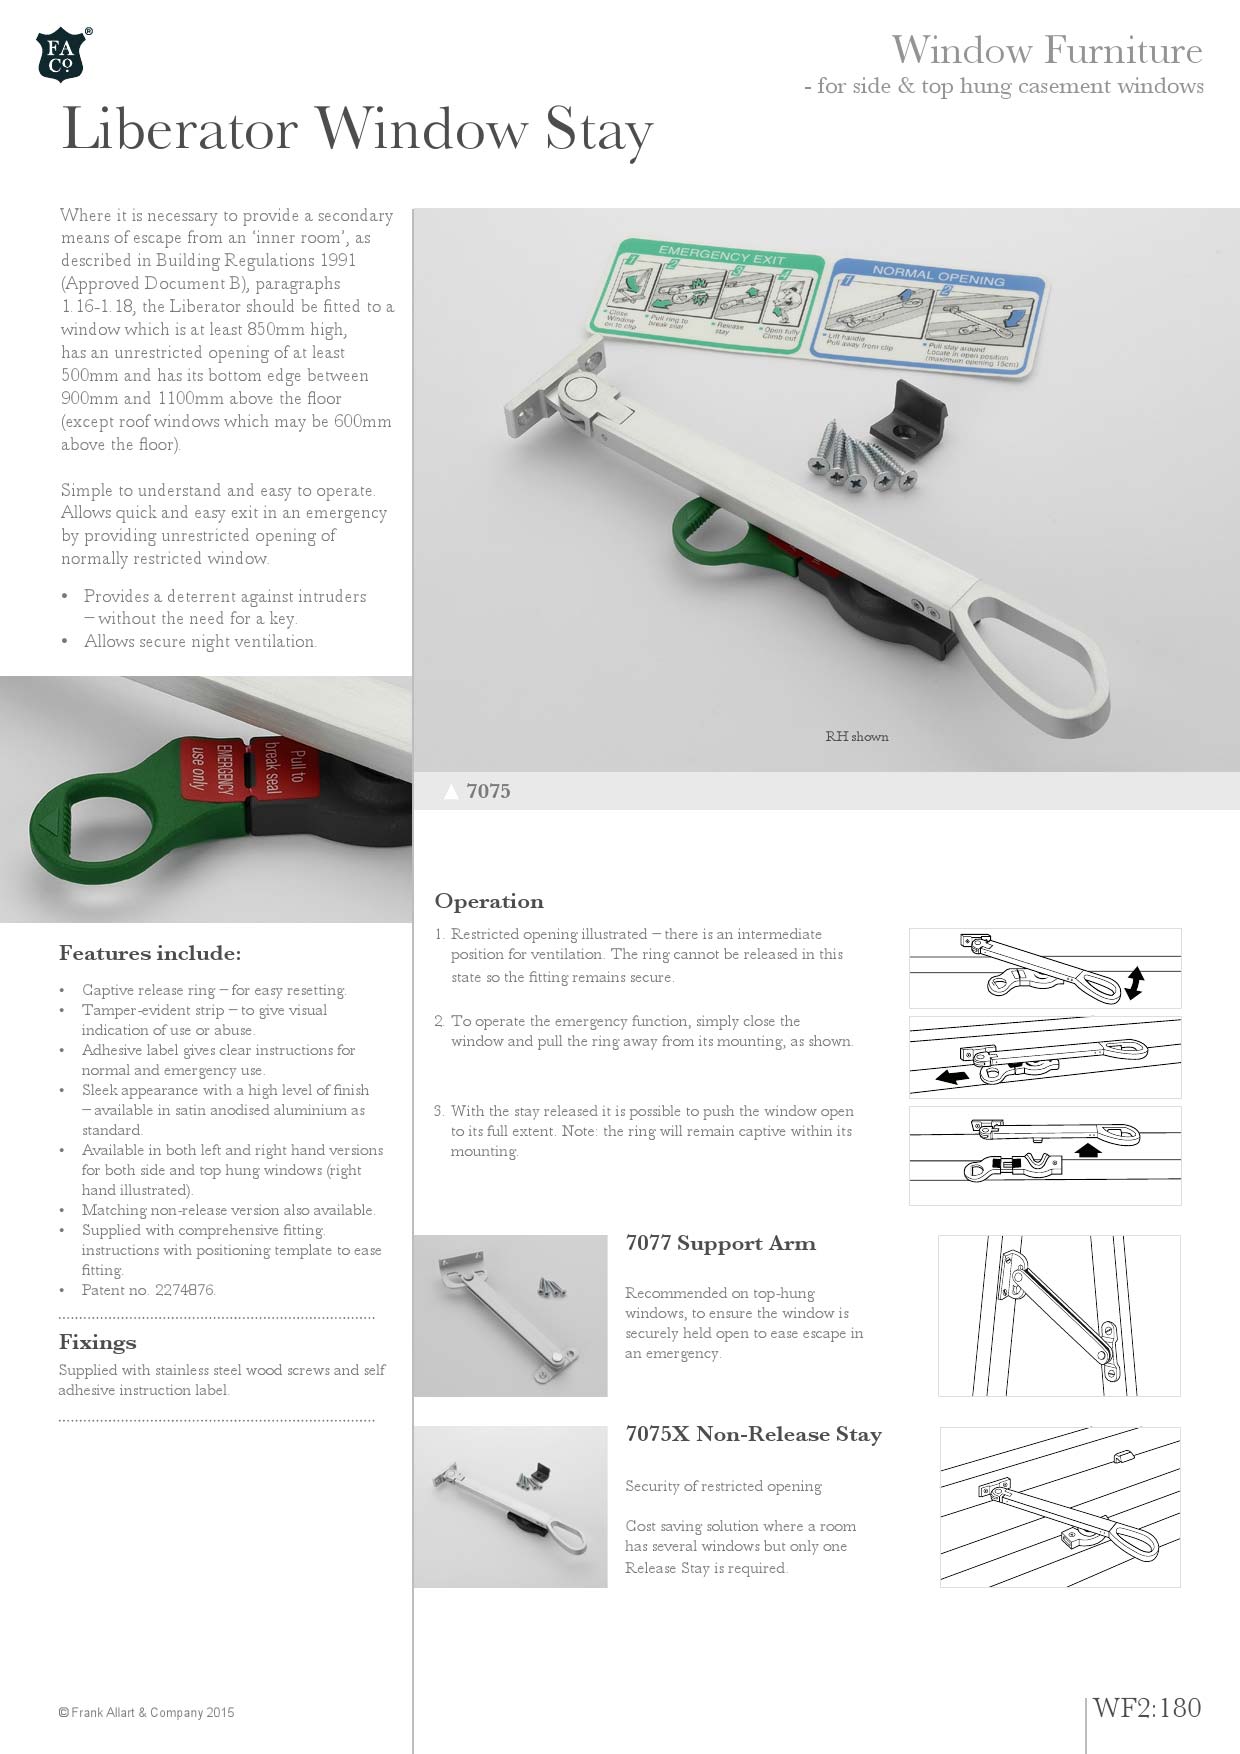 FA
Co.
®
Window Furniture
- for side & top hung casement windows
Liberator Window Stay
Where it is necessary to provide a secondary
means of escape from an ‘inner room’, as
described in Building Regulations 1991
(Approved Document B), paragraphs
1.16-1.18, the Liberator should be fitted to a
window which is at least 850mm high,
has an unrestricted opening of at least
500mm and has its bottom edge between
900mm and 1100mm above the floor
(except roof windows which may be 600mm
above the floor).
Simple to understand and easy to operate.
Allows quick and easy exit in an emergency
by providing unrestricted opening of
normally restricted window.
• Provides a deterrent against intruders
– without the need for a key.
• Allows secure night ventilation.
EMERGENCY EXIT
1 2 3 4
• Close
Window
on to clip
• Pull ring to
break seal
• Release
stay
• Open fully
Climb out
NORMAL OPENING
1 2
• Lift handle
Pull away from clip
• Pull stay around
Locate in open position
(maximum opening 15cm)
RH shown
7075
Pull to
break seal
EMERGENCY
use only
Features include:
• Captive release ring – for easy resetting.
• Tamper-evident strip – to give visual
indication of use or abuse.
• Adhesive label gives clear instructions for
normal and emergency use.
• Sleek appearance with a high level of finish
– available in satin anodised aluminium as
standard.
• Available in both left and right hand versions
for both side and top hung windows (right
hand illustrated).
• Matching non-release version also available.
• Supplied with comprehensive fitting.
instructions with positioning template to ease
fitting.
• Patent no. 2274876.
Fixings
Supplied with stainless steel wood screws and self
adhesive instruction label.
Operation
1. Restricted opening illustrated – there is an intermediate
position for ventilation. The ring cannot be released in this
state so the fitting remains secure.
2. To operate the emergency function, simply close the
window and pull the ring away from its mounting, as shown.
3. With the stay released it is possible to push the window open
to its full extent. Note: the ring will remain captive within its
mounting.
7077 Support Arm
Recommended on top-hung
windows, to ensure the window is
securely held open to ease escape in
an emergency.
7075X Non-Release Stay
Security of restricted opening
Cost saving solution where a room
has several windows but only one
Release Stay is required.
© Frank Allart & Company 2015
WF2:180